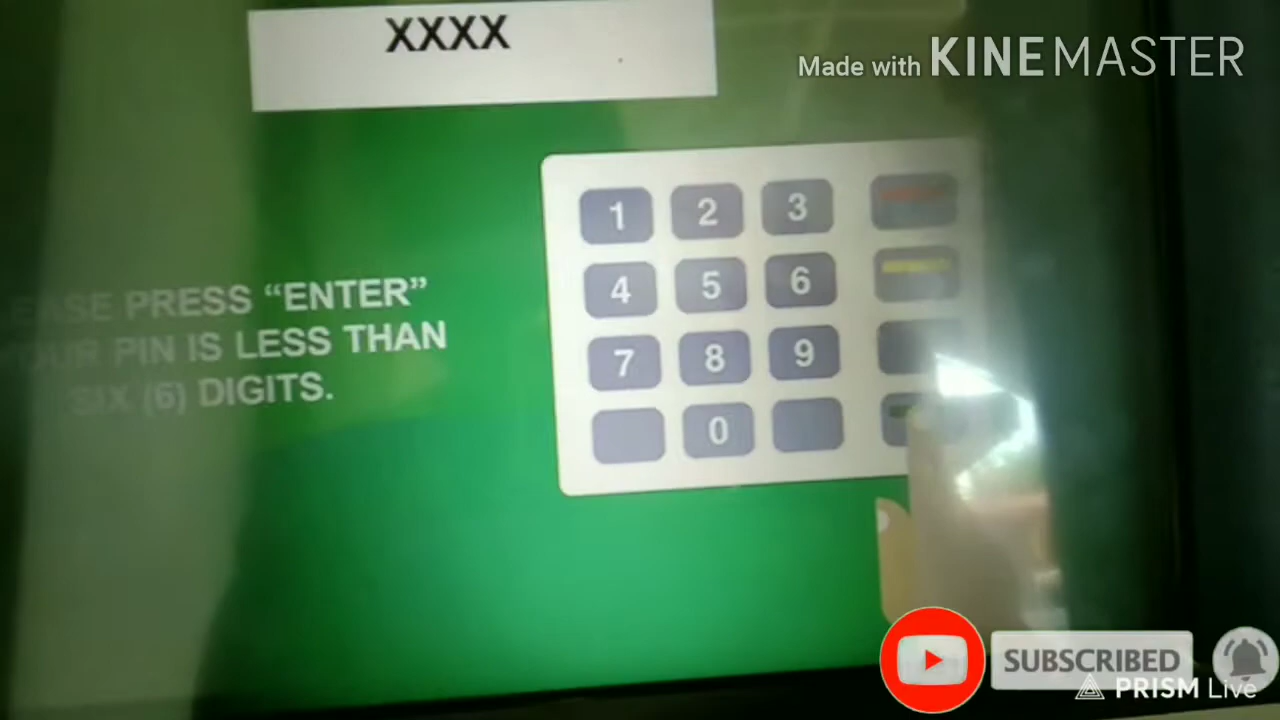 XXXX
Made with KINEMASTER
1 2 3
4 5 6
PRESS “ENTER”
PIN IS LESS THAN
SIX (6) DIGITS.
7 8 9
0
SUBSCRIBED
PRISM Live